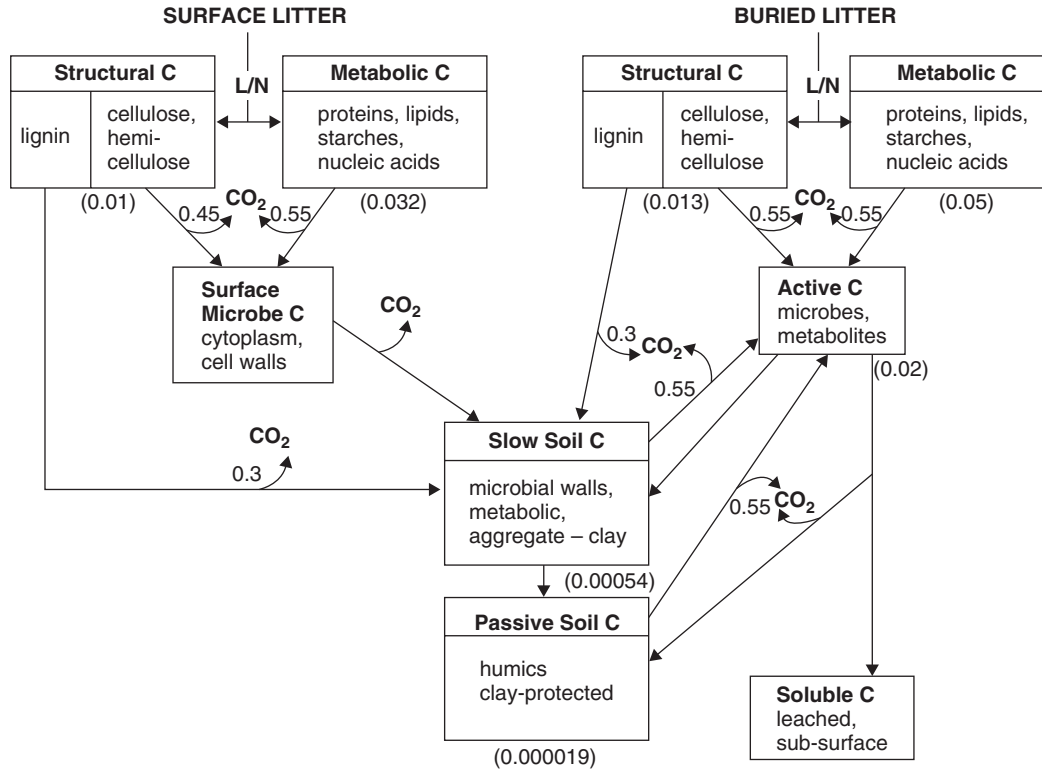 SURFACE LITTER
BURIED LITTER
Structural C
L/N
Metabolic C
lignin
cellulose,
hemi-
cellulose
proteins, lipids,
starches,
nucleic acids
Structural C
L/N
Metabolic C
lignin
cellulose,
hemi-
cellulose
proteins, lipids,
starches,
nucleic acids
(0.01)
0.45
CO₂
0.55
(0.032)
(0.013)
0.55
CO₂
0.55
(0.05)
Surface
Microbe C
cytoplasm,
cell walls
CO₂
Active C
microbes,
metabolites
(0.02)
0.3
CO₂
0.55
CO₂
0.3
Slow Soil C
microbial walls,
metabolic,
aggregate – clay
(0.00054)
0.55
CO₂
Passive Soil C
humics
clay-protected
(0.000019)
Soluble C
leached,
sub-surface